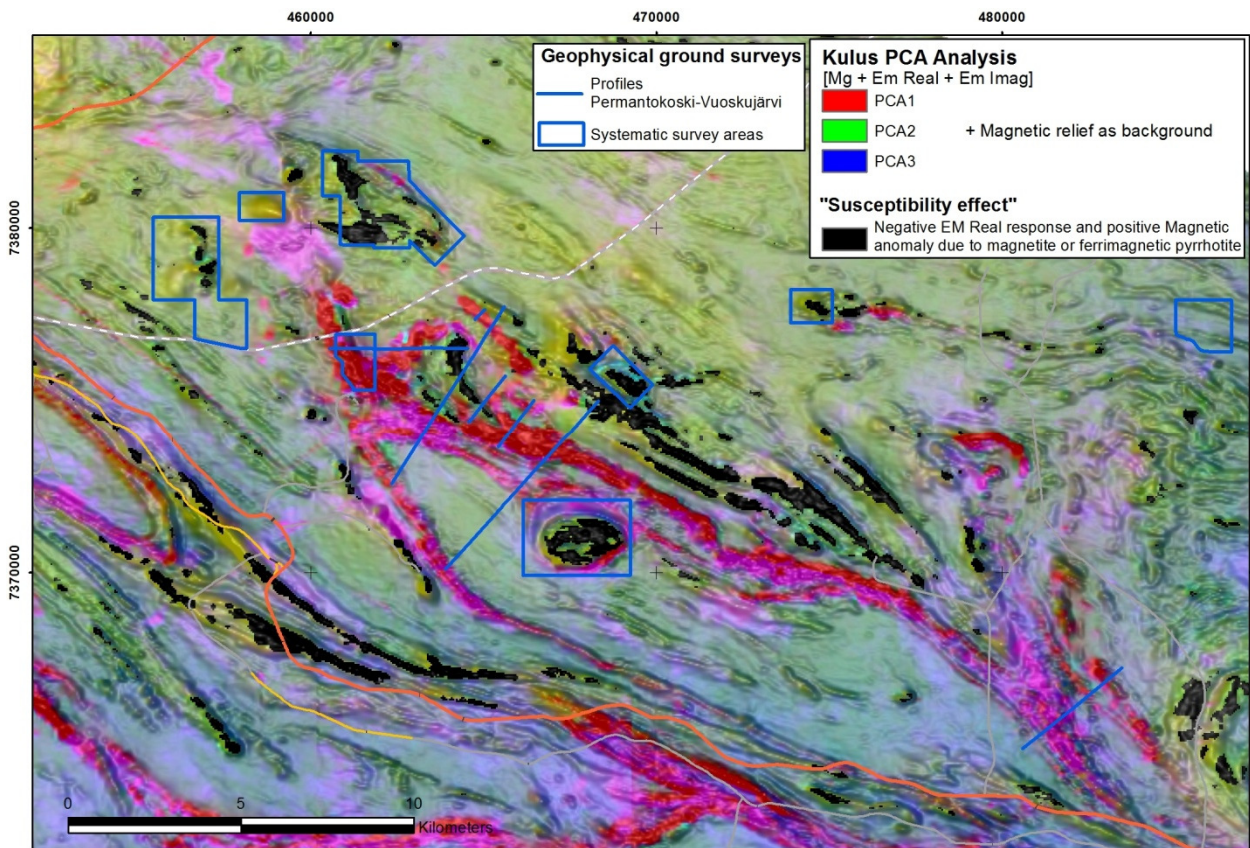 460000
470000
480000
7380000
7370000
Geophysical ground surveys
Profiles
Permantokoski-Vuoskujärvi
Systematic survey areas
Kulus PCA Analysis
[Mg + Em Real + Em Imag]
PCA1
PCA2
+ Magnetic relief as background
PCA3
"Susceptibility effect"
Negative EM Real response and positive Magnetic
anomaly due to magnetite or ferrimagnetic pyrrhotite
0
5
10
Kilometers